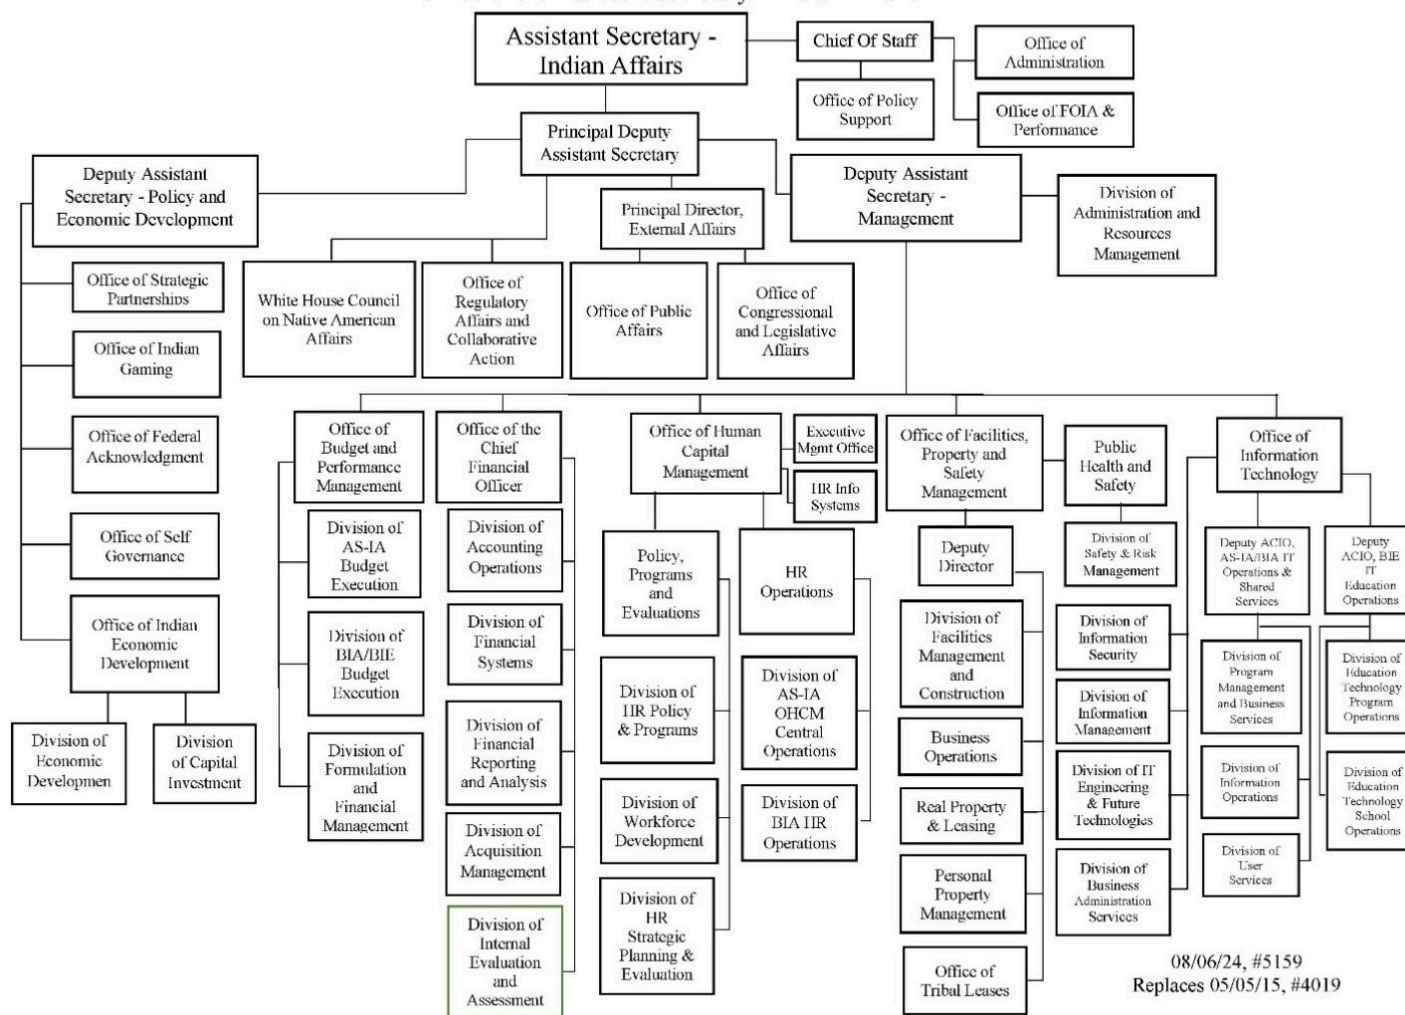 Assistant Secretary -
Indian Affairs
Chief Of Staff
Office of
Administration
Office of Policy
Support
Office of FOIA &
Performance
Principal Deputy
Assistant Secretary
Deputy Assistant
Secretary - Policy and
Economic Development
Deputy Assistant
Secretary -
Management
Division of
Administration and
Resources
Management
Principal Director,
External Affairs
White House Council
on Native American
Affairs
Office of
Regulatory
Affairs and
Collaborative
Action
Office of Public
Affairs
Office of
Congressional
and Legislative
Affairs
Office of Strategic
Partnerships
Office of Indian
Gaming
Office of Federal
Acknowledgment
Office of Self
Governance
Office of Indian
Economic
Development
Division of
Economic
Developmen
Division
of Capital
Investment
Office of
Budget and
Performance
Management
Division of
AS-IA
Budget
Execution
Division of
BIA/BIE
Budget
Execution
Division of
Formulation
and
Financial
Management
Office of the
Chief
Financial
Officer
Division of
Accounting
Operations
Division of
Financial
Systems
Division of
Financial
Reporting
and Analysis
Division of
Acquisition
Management
Division of
Internal
Evaluation
and
Assessment
Office of Human
Capital
Management
Executive
Mgmt Office
HR Info
Systems
Policy,
Programs
and
Evaluations
Division of
HR Policy
& Programs
Division of
Workforce
Development
Division of
HR
Strategic
Planning &
Evaluation
HR
Operations
Division of
AS-IA
OHCM
Central
Operations
Division of
BIA HR
Operations
Office of Facilities,
Property and
Safety
Management
Deputy
Director
Division of
Facilities
Management
and
Construction
Business
Operations
Real Property
& Leasing
Personal
Property
Management
Office of
Tribal Leases
Public
Health and
Safety
Division of
Safety & Risk
Management
Office of
Information
Technology
Division of
Information
Security
Division of
Information
Management
Division of IT
Engineering
& Future
Technologies
Division of
Business
Administration
Services
Deputy ACIO,
AS-IA/BIA IT
Operations &
Shared
Services
Division of
Program
Management
and Business
Services
Division of
Information
Operations
Division of
User
Services
Deputy
ACIO, BIE
IT
Education
Operations
Division of
Education
Technology
Program
Operations
Division of
Education
Technology
School
Operations
08/06/24, #5159
Replaces 05/05/15, #4019